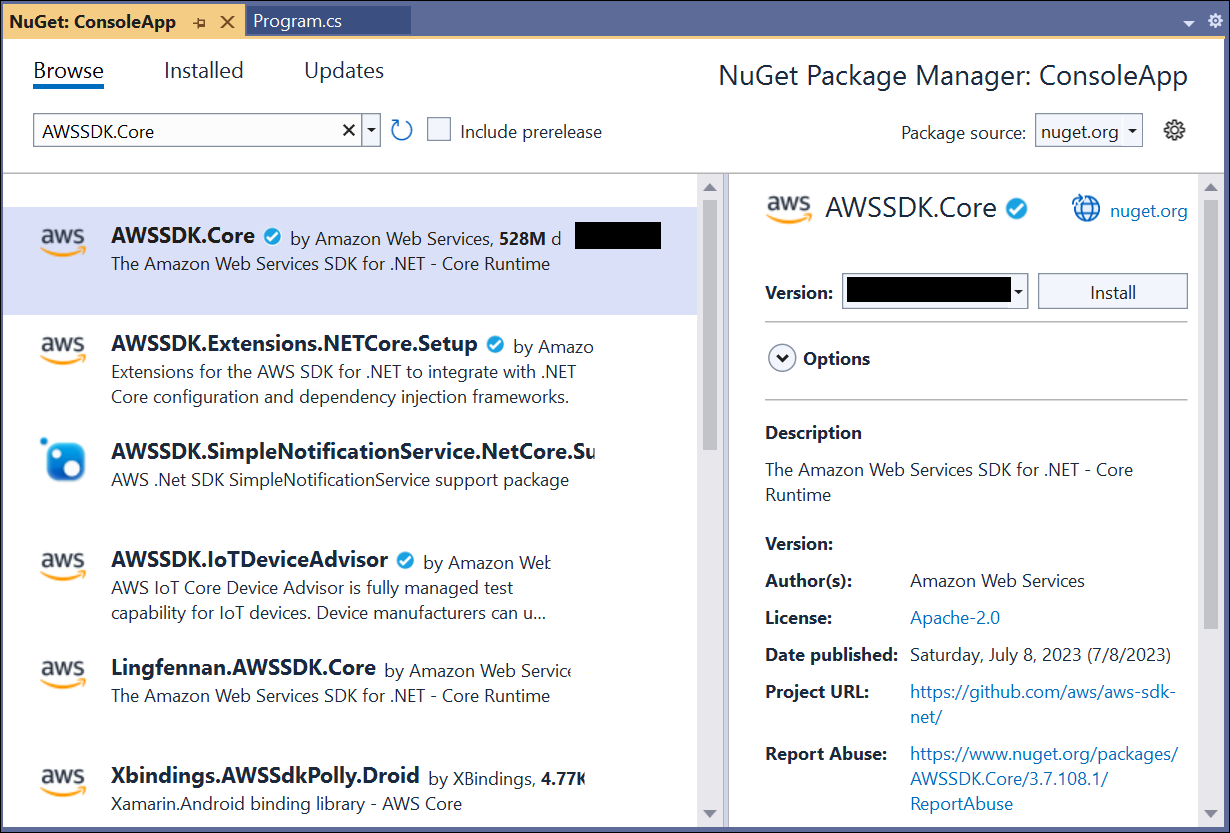 NuGet: ConsoleApp
Program.cs
Browse
Installed
Updates
NuGet Package Manager: ConsoleApp
AWSSDK.Core
Include prerelease
Package source:
nuget.org
aws
AWSSDK.Core
by Amazon Web Services, 528M d
The Amazon Web Services SDK for .NET - Core Runtime
aws
AWSSDK.Extensions.NETCore.Setup
by Amazo
Extensions for the AWS SDK for .NET to integrate with .NET
Core configuration and dependency injection frameworks.
AWSSDK.SimpleNotificationService.NetCore.Su
AWS .Net SDK SimpleNotificationService support package
aws
AWSSDK.IoTDeviceAdvisor
by Amazon Web
AWS IoT Core Device Advisor is fully managed test
capability for IoT devices. Device manufacturers can u...
aws
Lingfennan.AWSSDK.Core
by Amazon Web Service
The Amazon Web Services SDK for .NET - Core Runtime
aws
Xbindings.AWSSdkPolly.Droid
by XBindings, 4.77K
Xamarin.Android binding library - AWS Core
aws
AWSSDK.Core
nuget.org
Version:
Install
Options
Description
The Amazon Web Services SDK for .NET - Core
Runtime
Version:
Author(s): Amazon Web Services
License: Apache-2.0
Date published: Saturday, July 8, 2023 (7/8/2023)
Project URL: https://github.com/aws/aws-sdk-
net/
Report Abuse: https://www.nuget.org/packages/
AWSSDK.Core/3.7.108.1/
ReportAbuse